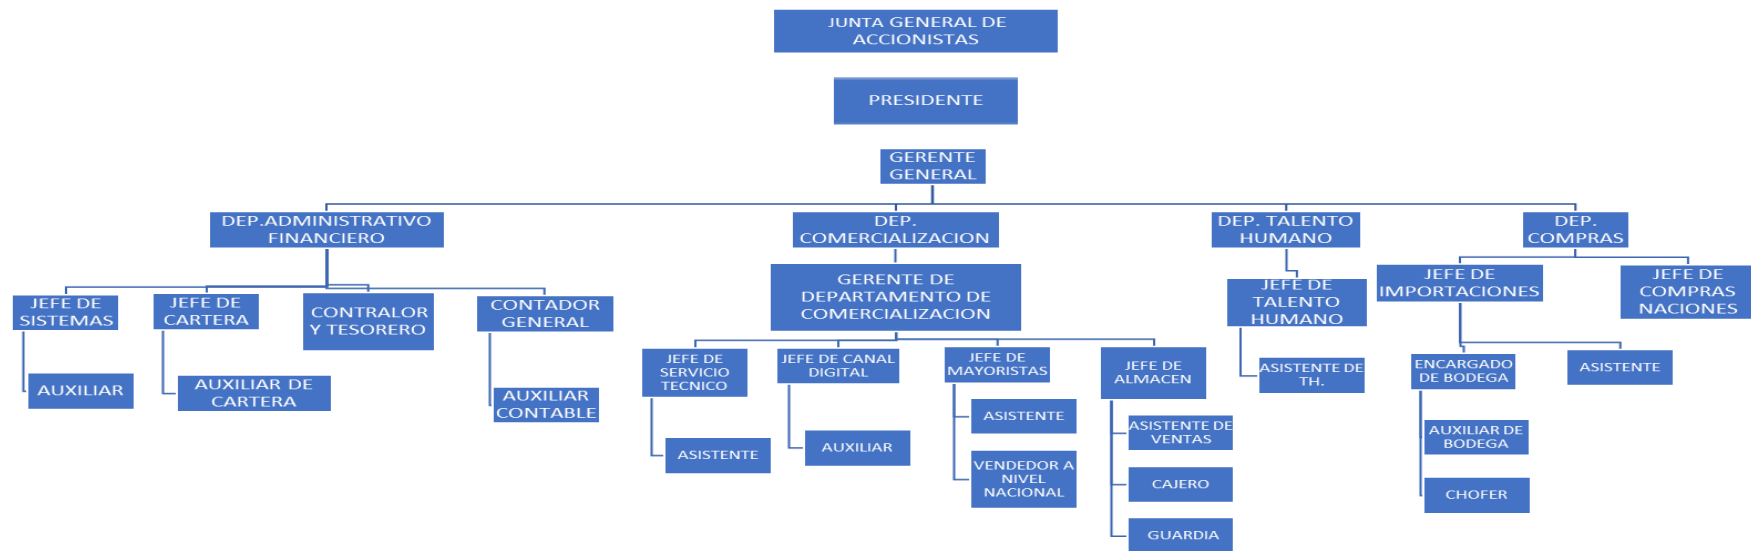 JUNTA GENERAL DE
ACCIONISTAS
PRESIDENTE
GERENTE
GENERAL
DEP.ADMINISTRATIVO
FINANCIERO
DEP.
COMERCIALIZACION
DEP. TALENTO
HUMANO
DEP.
COMPRAS
JEFE DE
SISTEMAS
JEFE DE
CARTERA
CONTRALOR
Y TESORERO
CONTADOR
GENERAL
GERENTE DE
DEPARTAMENTO DE
COMERCIALIZACION
JEFE DE
TALENTO
HUMANO
JEFE DE
IMPORTACIONES
JEFE DE
COMPRAS
NACIONES
AUXILIAR
AUXILIAR DE
CARTERA
AUXILIAR
CONTABLE
JEFE DE
SERVICIO
TECNICO
JEFE DE CANAL
DIGITAL
JEFE DE
MAYORISTAS
JEFE DE
ALMACEN
ASISTENTE DE
TH.
ENCARGADO
DE BODEGA
ASISTENTE
ASISTENTE
AUXILIAR
ASISTENTE
VENDEDOR A
NIVEL
NACIONAL
ASISTENTE DE
VENTAS
CAJERO
GUARDIA
AUXILIAR DE
BODEGA
CHOFER